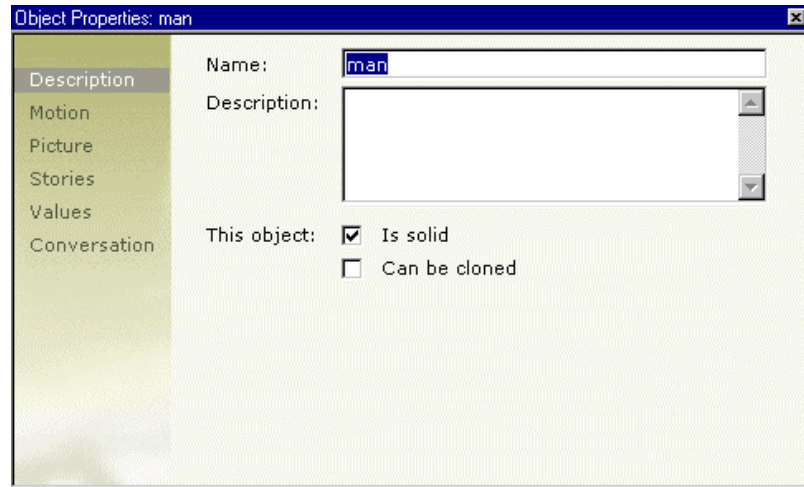 Object Properties: man
Description
Motion
Picture
Stories
Values
Conversation
Name: man
Description:
This object: Is solid
Can be cloned